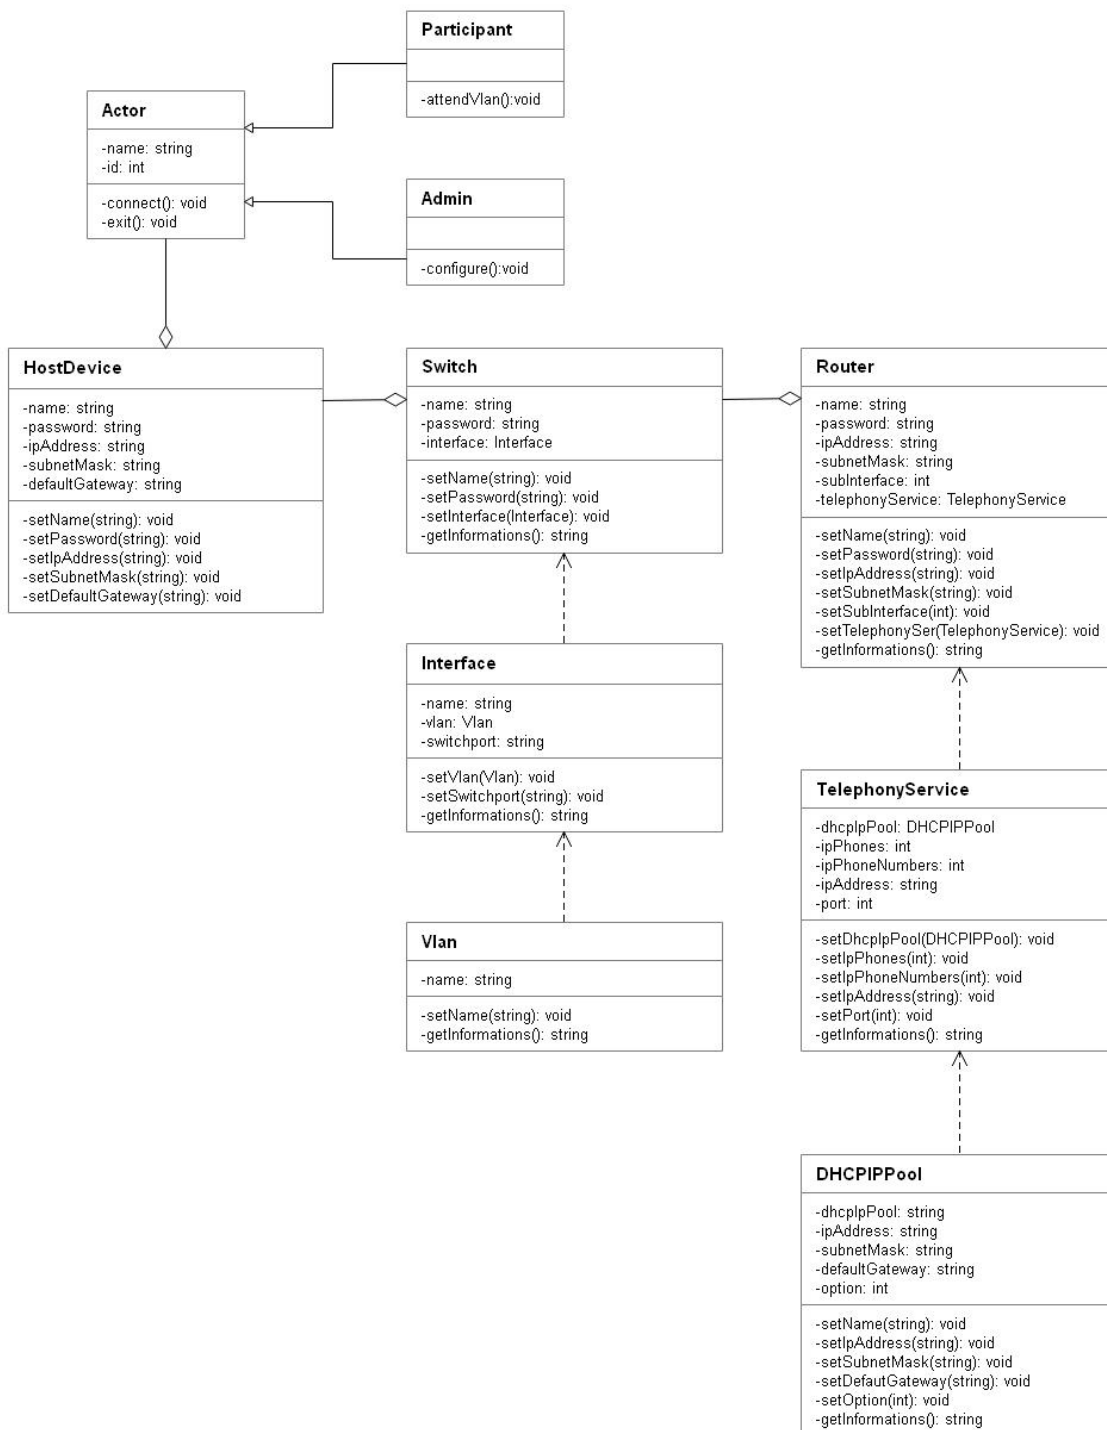 Participant
-attendVlan():void
Actor
-name: string
-id: int
-connect(): void
-exit(): void
Admin
-configure():void
HostDevice
-name: string
-password: string
-ipAddress: string
-subnetMask: string
-defaultGateway: string
-setName(string): void
-setPassword(string): void
-setIpAddress(string): void
-setSubnetMask(string): void
-setDefaultGateway(string): void
Switch
-name: string
-password: string
-interface: Interface
-setName(string): void
-setPassword(string): void
-setInterface(Interface): void
-getInformations(): string
Router
-name: string
-password: string
-ipAddress: string
-subnetMask: string
-subInterface: int
-telephonyService: TelephonyService
-setName(string): void
-setPassword(string): void
-setIpAddress(string): void
-setSubnetMask(string): void
-setSubInterface(int): void
-setTelephonySer(TelephonyService): void
-getInformations(): string
Interface
-name: string
-vlan: Vlan
-switchport: string
-setVlan(Vlan): void
-setSwitchport(string): void
-getInformations(): string
TelephonyService
-dhcpIpPool: DHCPIPPool
-ipPhones: int
-ipPhoneNumbers: int
-ipAddress: string
-port: int
-setDhcpIpPool(DHCPIPPool): void
-setIpPhones(int): void
-setIpPhoneNumbers(int): void
-setIpAddress(string): void
-setPort(int): void
-getInformations(): string
Vlan
-name: string
-setName(string): void
-getInformations(): string
DHCPIPPool
-dhcpIpPool: string
-ipAddress: string
-subnetMask: string
-defaultGateway: string
-option: int
-setName(string): void
-setIpAddress(string): void
-setSubnetMask(string): void
-setDefautGateway(string): void
-setOption(int): void
-getInformations(): string